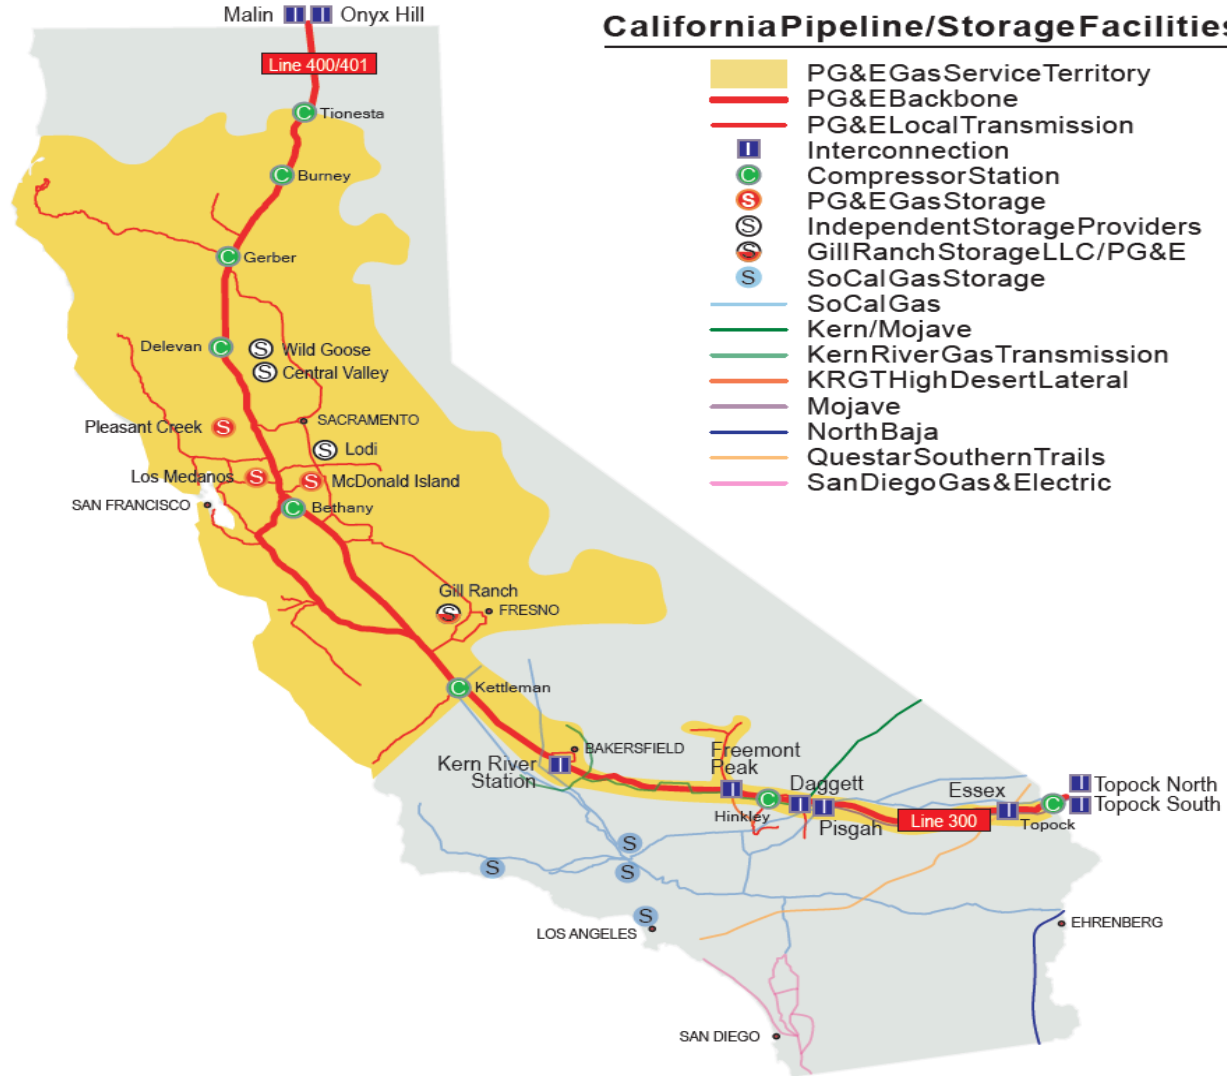 Malin
Onyx Hill
California Pipeline/Storage Facilities
Line 400/401
PG&E Gas Service Territory
PG&E Backbone
PG&E Local Transmission
I Interconnection
C Compressor Station
S PG&E Gas Storage
S Independent Storage Providers
S Gill Ranch Storage LLC/PG&E
S SoCalGas Storage
SoCalGas
Kern/Mojave
Kern River Gas Transmission
KRGT High Desert Lateral
Mojave
North Baja
Questar Southern Trails
San Diego Gas & Electric
Tionesta
Burney
Gerber
Delevan
Wild Goose
Central Valley
Pleasant Creek
SACRAMENTO
Lodi
Los Medanos
McDonald Island
SAN FRANCISCO
Bethany
Gill Ranch
FRESNO
Kettleman
BAKERSFIELD
Kern River
Station
Freemont
Peak
Hinkley
Daggett
Pisgah
Line 300
Essex
Topock
Topock North
Topock South
LOS ANGELES
EHRENBERG
SAN DIEGO